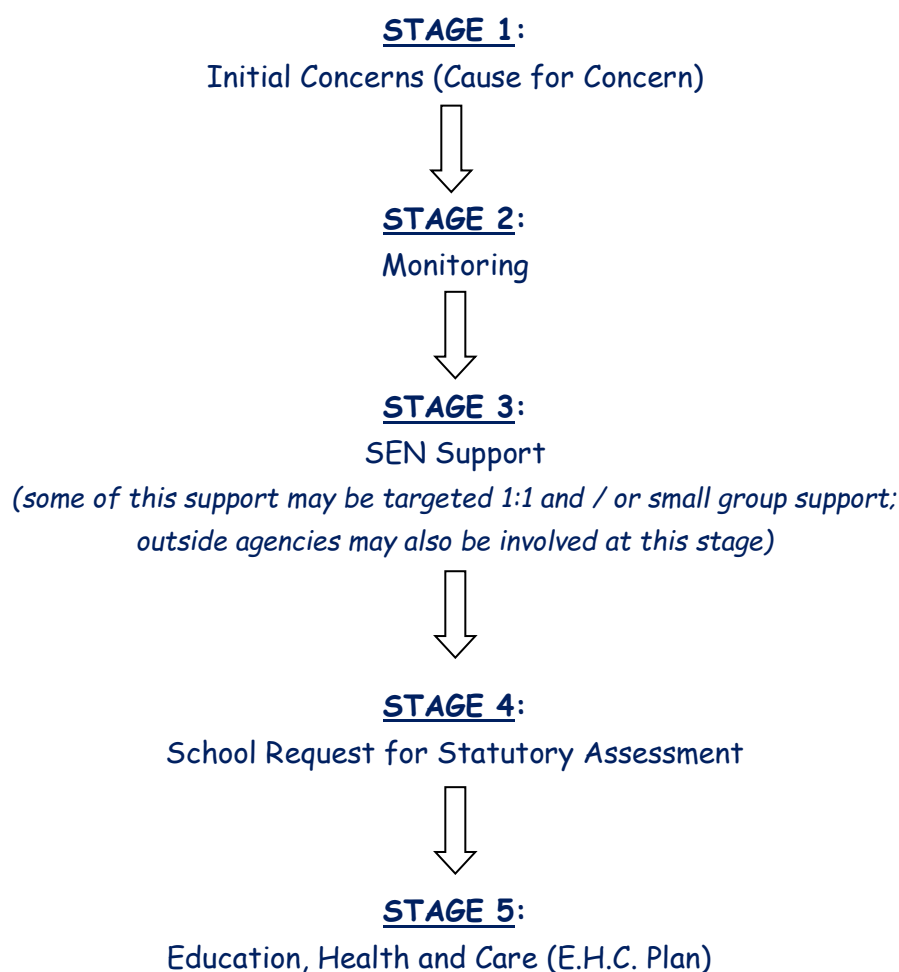 STAGE 1:
Initial Concerns (Cause for Concern)
STAGE 2:
Monitoring
STAGE 3:
SEN Support
(some of this support may be targeted 1:1 and / or small group support;
outside agencies may also be involved at this stage)
STAGE 4:
School Request for Statutory Assessment
STAGE 5:
Education, Health and Care (E.H.C. Plan)